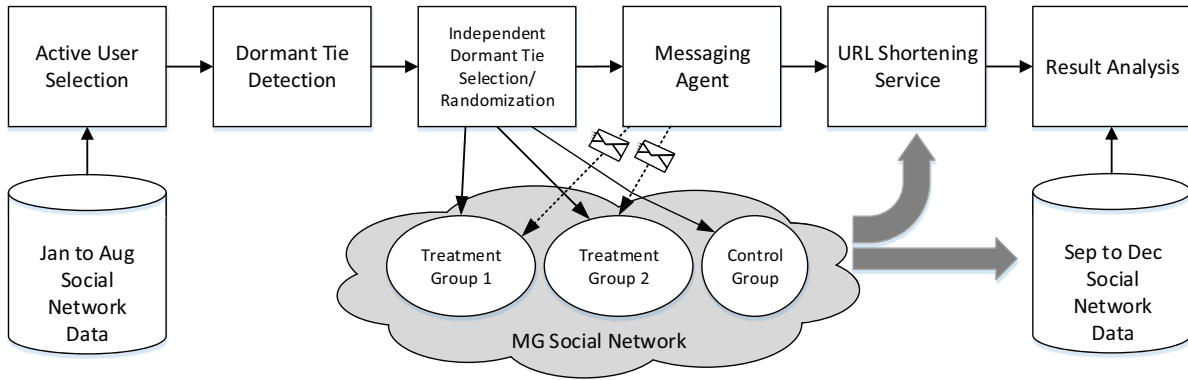 Active User
Selection
Dormant Tie
Detection
Independent
Dormant Tie
Selection/
Randomization
Messaging
Agent
URL Shortening
Service
Result Analysis
Jan to Aug
Social
Network
Data
Treatment
Group 1
Treatment
Group 2
Control
Group
MG Social Network
Sep to Dec
Social
Network
Data